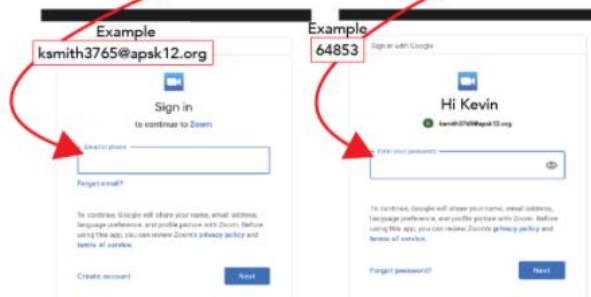 Example
ksmith3765@apsk12.org
Sign in
to continue to Zoom
Email or phone
Forgot email?
To continue, Google will share your name, email address,
language preference, and profile picture with Zoom. Before
using this app, you can review Zoom's privacy policy and
terms of service.
Create account
Next
Example
64853
Sign in with Google
Hi Kevin
ksmith3765@apsk12.org
Enter your password
To continue, Google will share your name, email address,
language preference, and profile picture with Zoom. Before
using this app, you can review Zoom's privacy policy and
terms of service.
Forgot password?
Next